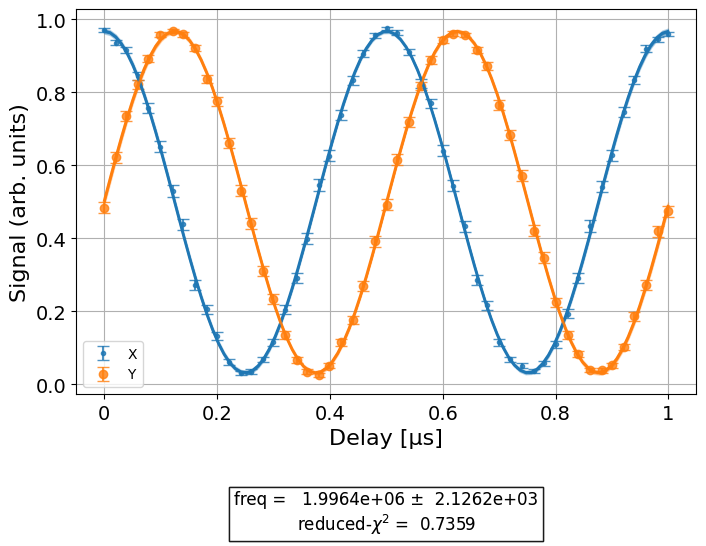 Signal (arb. units)
1.0
0.8
0.6
0.4
0.2
0.0
X
Y
0 0.2 0.4 0.6 0.8 1
Delay [μs]
freq = 1.9964e+06 ± 2.1262e+03
reduced-χ² = 0.7359